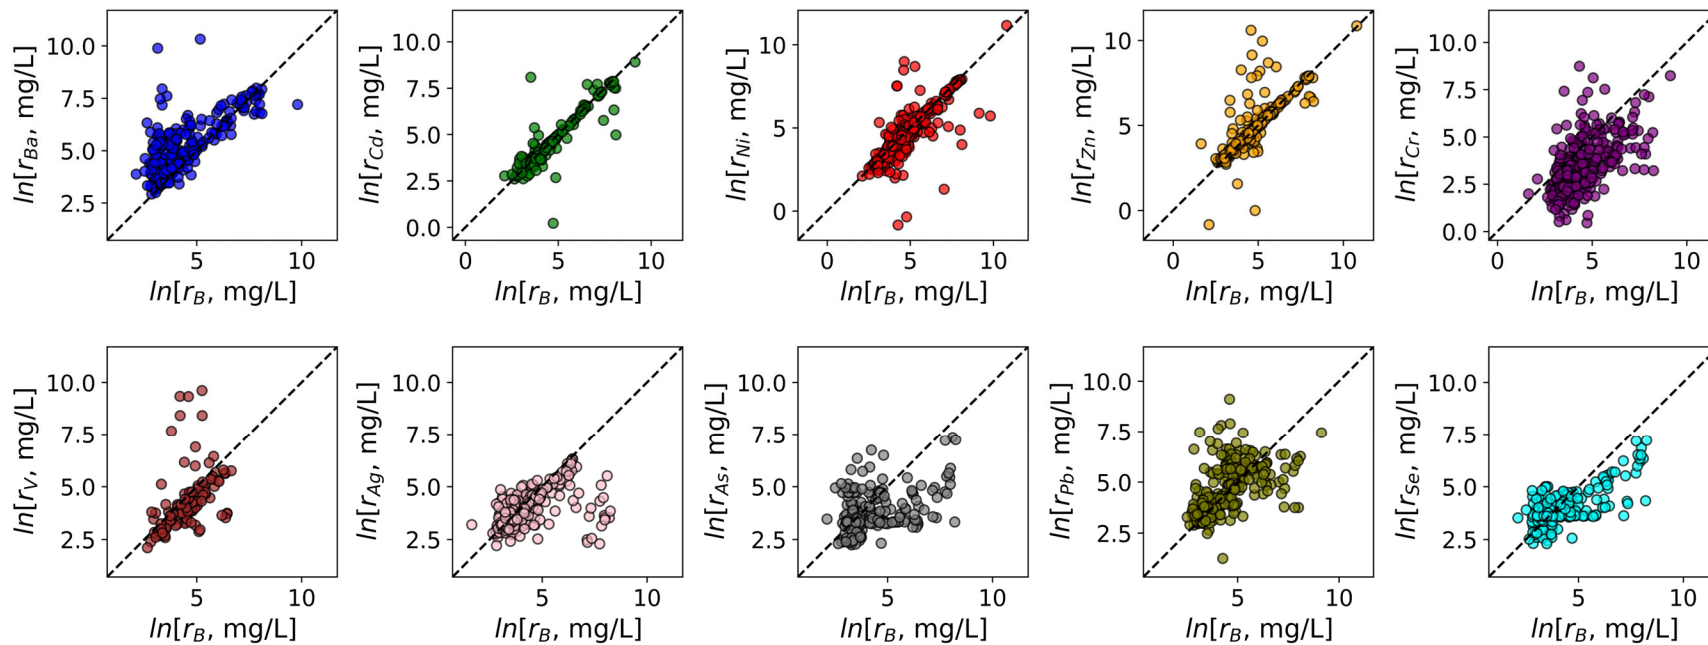 ln[r_Ba, mg/L]
10.0
7.5
5.0
2.5
5 10
ln[r_B, mg/L]
ln[r_Cd, mg/L]
10.0
7.5
5.0
2.5
0.0
0 5 10
ln[r_B, mg/L]
ln[r_Ni, mg/L]
10
5
0
0 5 10
ln[r_B, mg/L]
ln[r_Zn, mg/L]
10
5
0
0 5 10
ln[r_B, mg/L]
ln[r_Cr, mg/L]
10.0
7.5
5.0
2.5
0.0
0 5 10
ln[r_B, mg/L]
ln[r_V, mg/L]
10.0
7.5
5.0
2.5
5 10
ln[r_B, mg/L]
ln[r_Ag, mg/L]
10.0
7.5
5.0
2.5
5 10
ln[r_B, mg/L]
ln[r_As, mg/L]
10.0
7.5
5.0
2.5
5 10
ln[r_B, mg/L]
ln[r_Pb, mg/L]
10.0
7.5
5.0
2.5
5 10
ln[r_B, mg/L]
ln[r_Se, mg/L]
10.0
7.5
5.0
2.5
5 10
ln[r_B, mg/L]